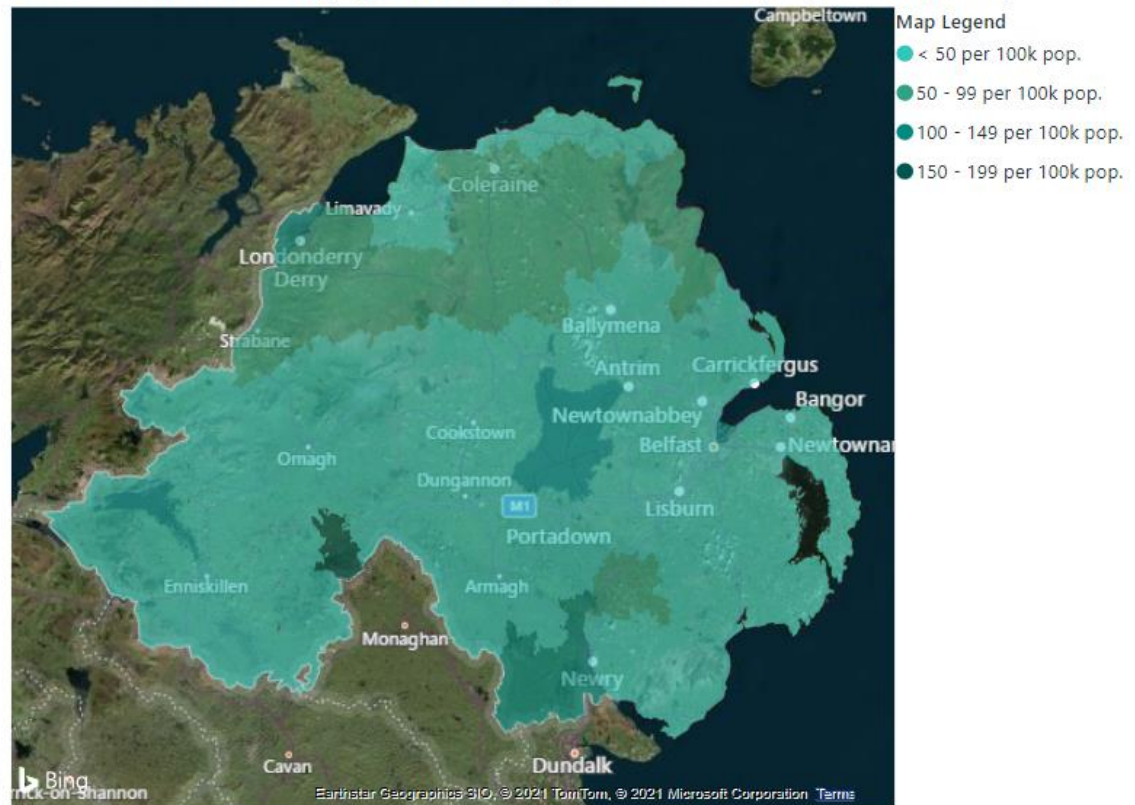 Campbeltown
Map Legend
< 50 per 100k pop.
50 - 99 per 100k pop.
100 - 149 per 100k pop.
150 - 199 per 100k pop.
Coleraine
Limavady
Londonderry
Derry
Strabane
Ballymena
Antrim
Carrickfergus
Newtownabbey
Bangor
Cookstown
Belfast
Newtownar
Omagh
Dungannon
M1
Lisburn
Portadown
Enniskillen
Armagh
Monaghan
Newry
Cavan
Dundalk
Bing
rrick-on-Shannon
Earthstar Geographics SIO, © 2021 TomTom, © 2021 Microsoft Corporation Terms